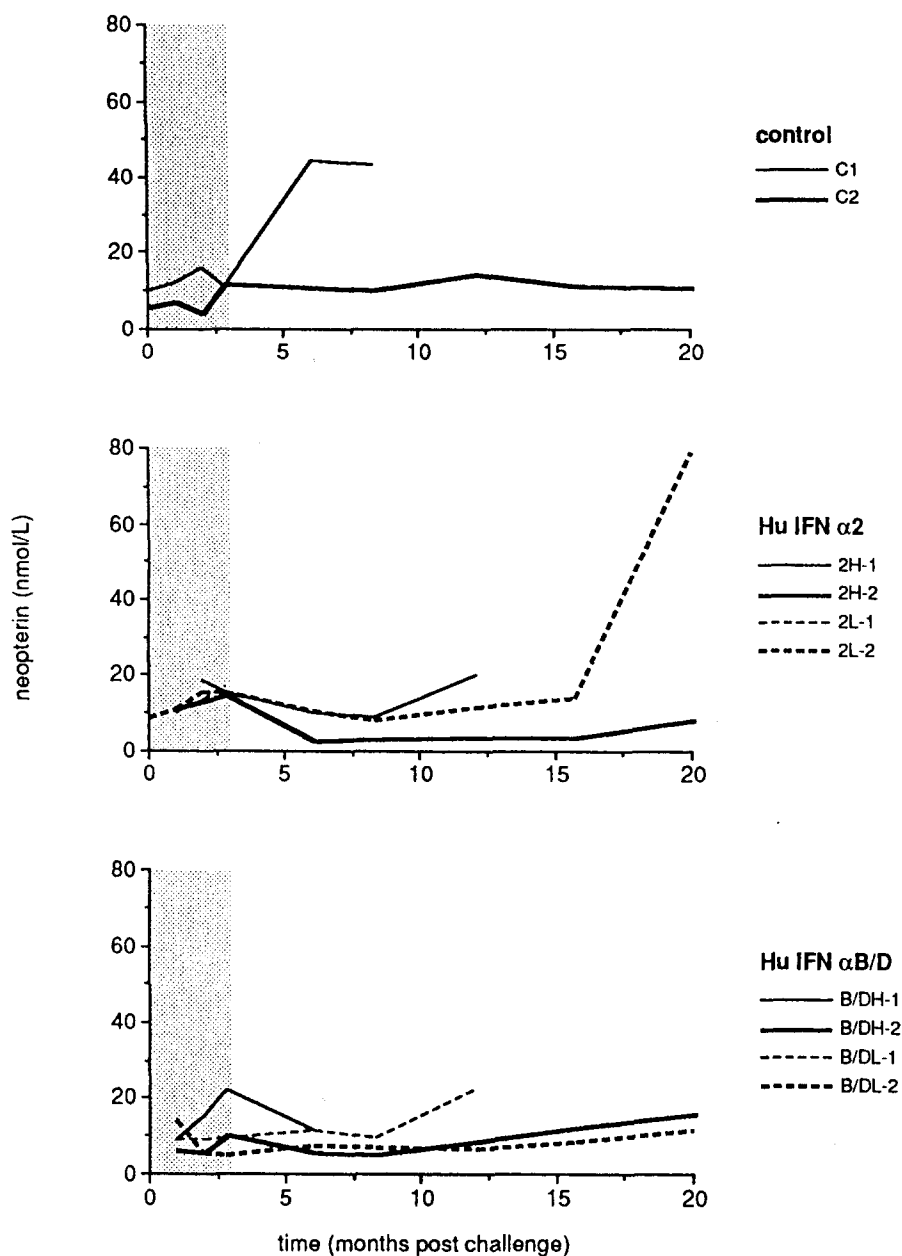 80
60
40
20
0
0
5
10
15
20
control
C1
C2
neopterin (nmol/L)
80
60
40
20
0
0
5
10
15
20
Hu IFN α2
2H-1
2H-2
2L-1
2L-2
80
60
40
20
0
0
5
10
15
20
Hu IFN αB/D
B/DH-1
B/DH-2
B/DL-1
B/DL-2
time (months post challenge)